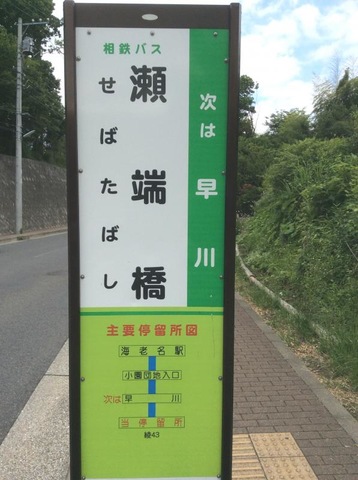 相鉄バス
瀬端橋
せばたばし
次は早川
主要停留所図
海老名駅
小園団地入口
次は 早川
当停留所
綾43